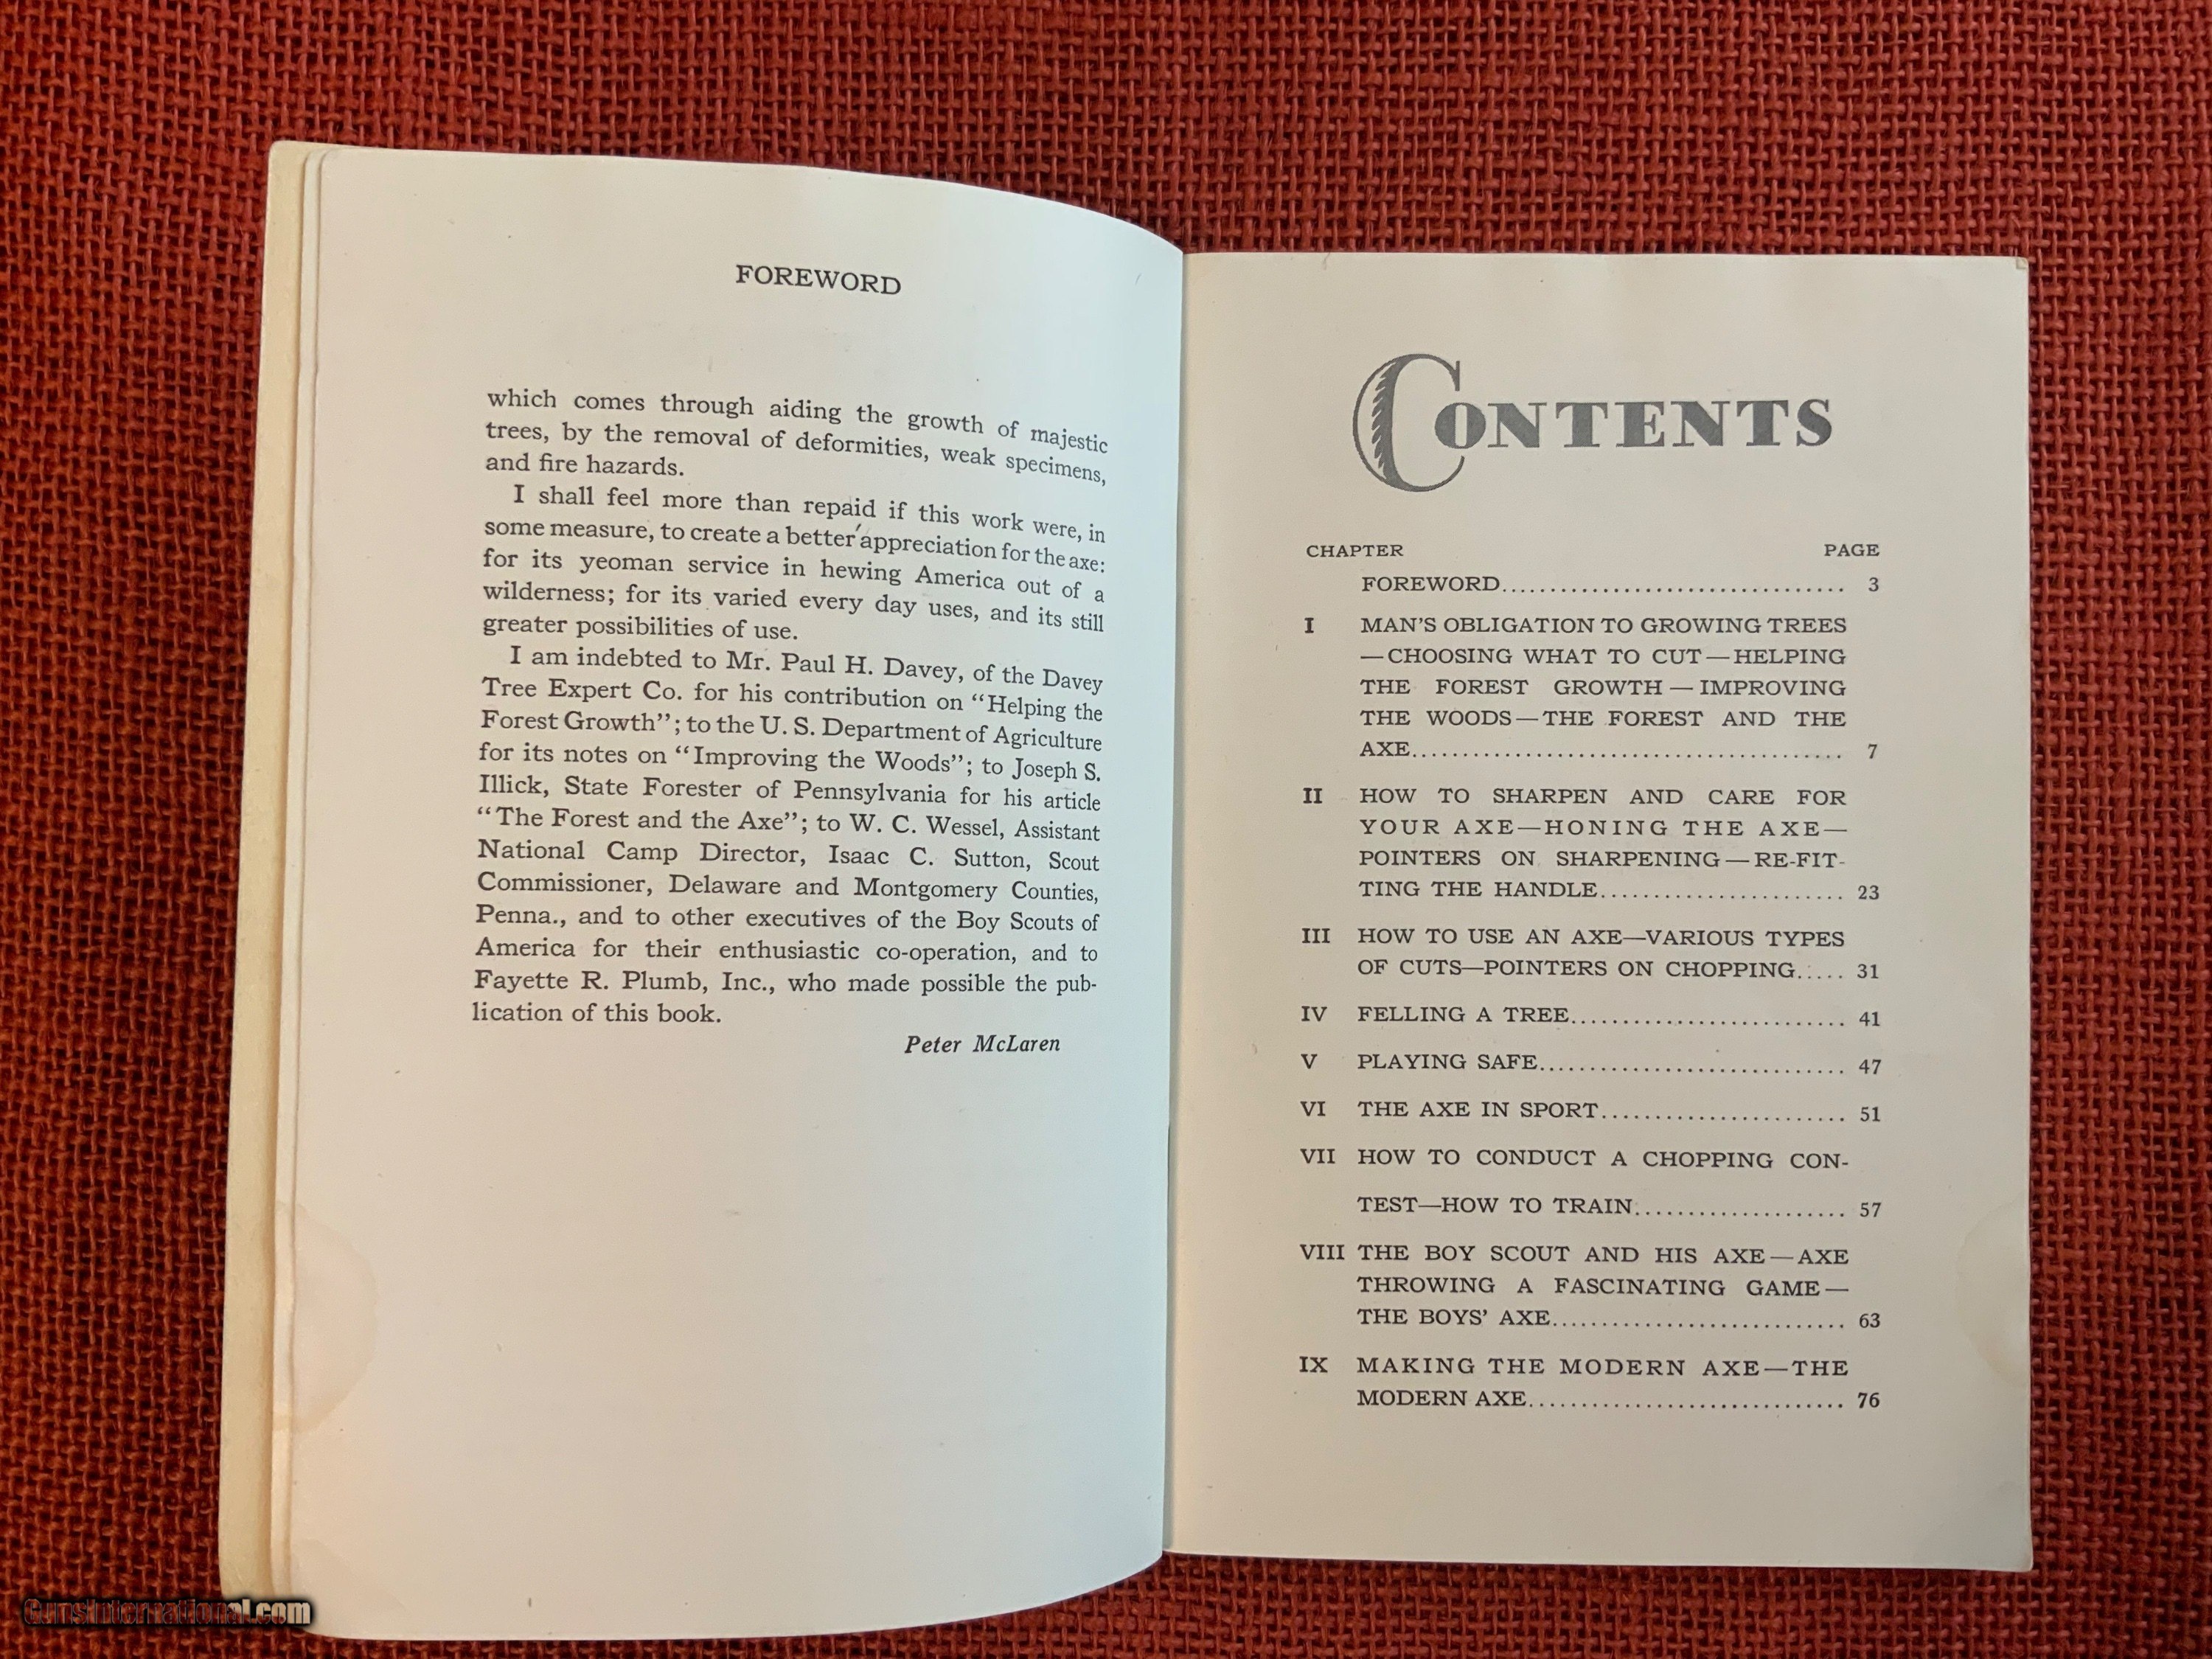 FOREWORD
which comes through aiding the growth of majestic
trees, by the removal of deformities, weak specimens,
and fire hazards.
I shall feel more than repaid if this work were, in
some measure, to create a better appreciation for the axe:
for its yeoman service in hewing America out of a
wilderness; for its varied every day uses, and its still
greater possibilities of use.
I am indebted to Mr. Paul H. Davey, of the Davey
Tree Expert Co. for his contribution on "Helping the
Forest Growth"; to the U. S. Department of Agriculture
for its notes on "Improving the Woods"; to Joseph S.
Illick, State Forester of Pennsylvania for his article
"The Forest and the Axe"; to W. C. Wessel, Assistant
National Camp Director, Isaac C. Sutton, Scout
Commissioner, Delaware and Montgomery Counties,
Penna., and to other executives of the Boy Scouts of
America for their enthusiastic co-operation, and to
Fayette R. Plumb, Inc., who made possible the pub-
lication of this book.
Peter McLaren
CONTENTS
CHAPTER PAGE
FOREWORD.................................. 3
I MAN'S OBLIGATION TO GROWING TREES
—CHOOSING WHAT TO CUT—HELPING
THE FOREST GROWTH—IMPROVING
THE WOODS—THE FOREST AND THE
AXE........................................ 7
II HOW TO SHARPEN AND CARE FOR
YOUR AXE—HONING THE AXE—
POINTERS ON SHARPENING—RE-FIT-
TING THE HANDLE....................... 23
III HOW TO USE AN AXE—VARIOUS TYPES
OF CUTS—POINTERS ON CHOPPING..... 31
IV FELLING A TREE.......................... 41
V PLAYING SAFE............................. 47
VI THE AXE IN SPORT....................... 51
VII HOW TO CONDUCT A CHOPPING CON-
TEST—HOW TO TRAIN.................... 57
VIII THE BOY SCOUT AND HIS AXE—AXE
THROWING A FASCINATING GAME—
THE BOYS' AXE............................ 63
IX MAKING THE MODERN AXE—THE
MODERN AXE.............................. 76
GunsInternational.com